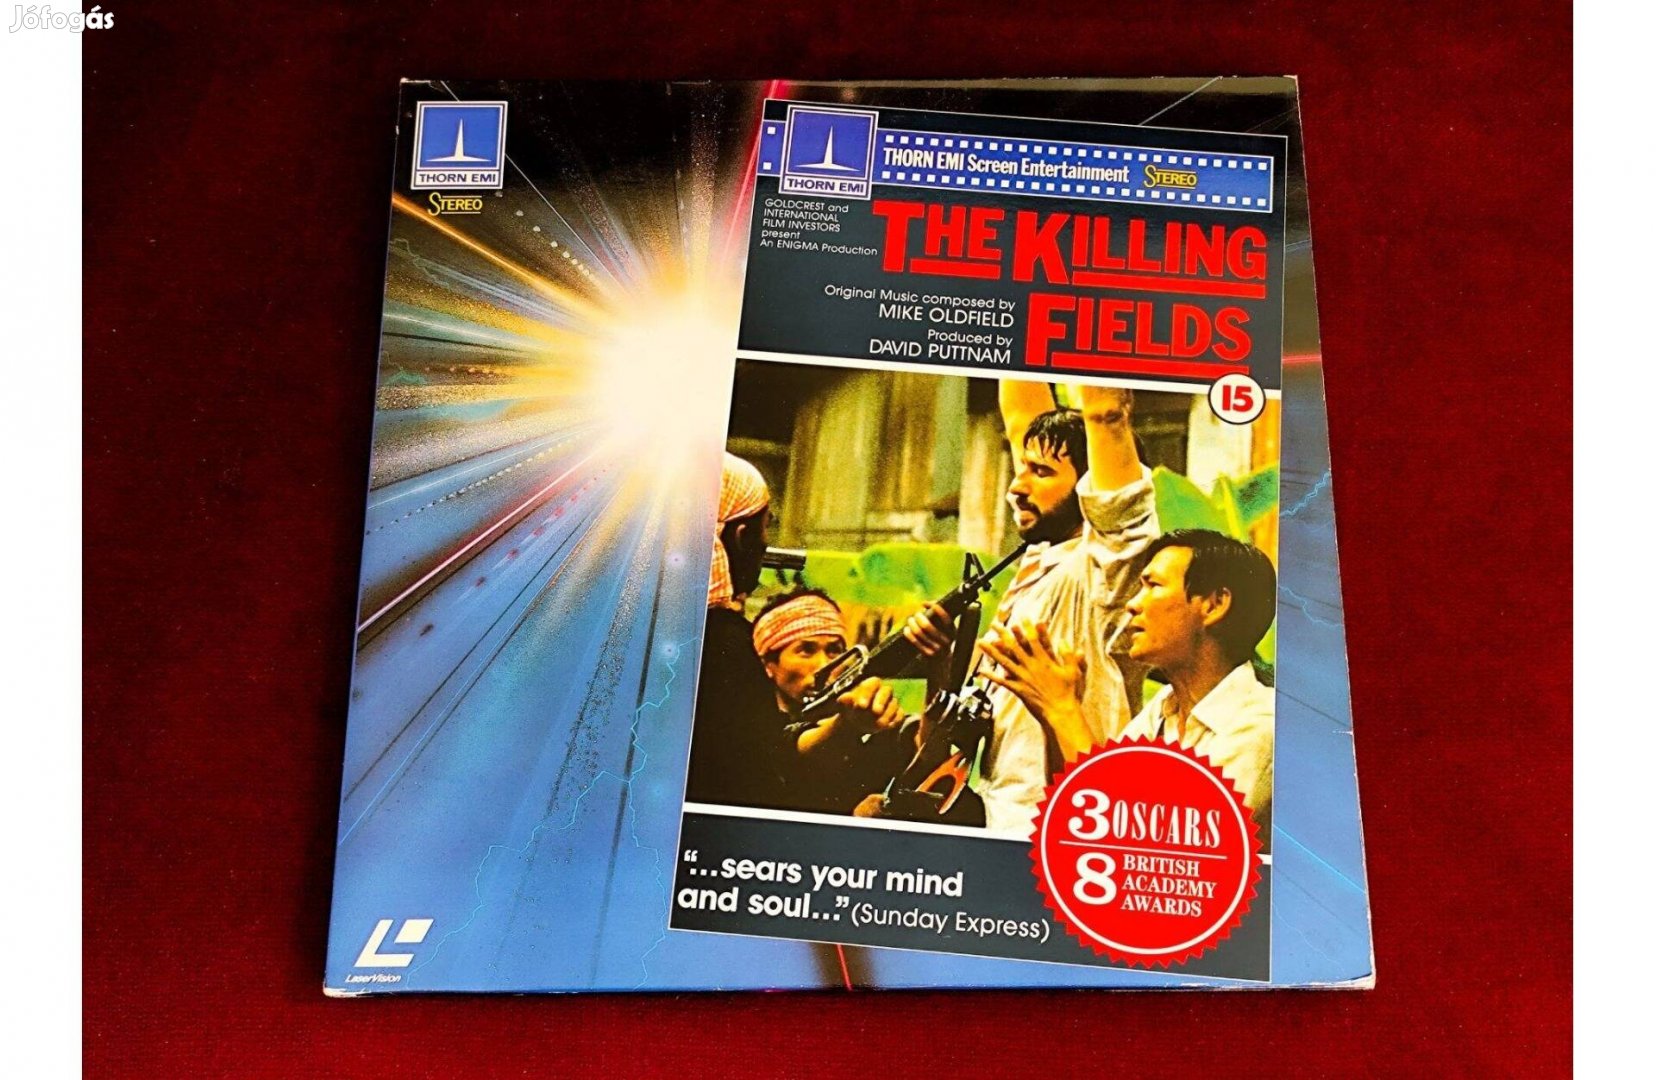 Jófogás
THORN EMI
STEREO
THORN EMI
THORN EMI Screen Entertainment STEREO
GOLDCREST and
INTERNATIONAL
FILM INVESTORS
present
An ENIGMA Production
THE KILLING
FIELDS
Original Music composed by
MIKE OLDFIELD
Produced by
DAVID PUTTNAM
15
3 OSCARS
8 BRITISH
ACADEMY
AWARDS
“...sears your mind
and soul...” (Sunday Express)
LaserVision